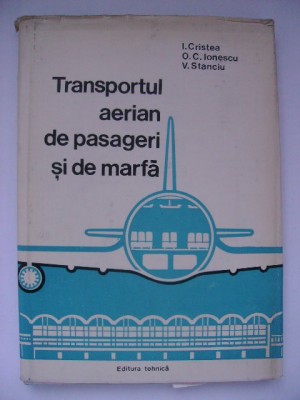 I. Cristea
O. C. Ionescu
V. Stanciu
Transportul
aerian
de pasageri
și de marfă
Editura tehnică